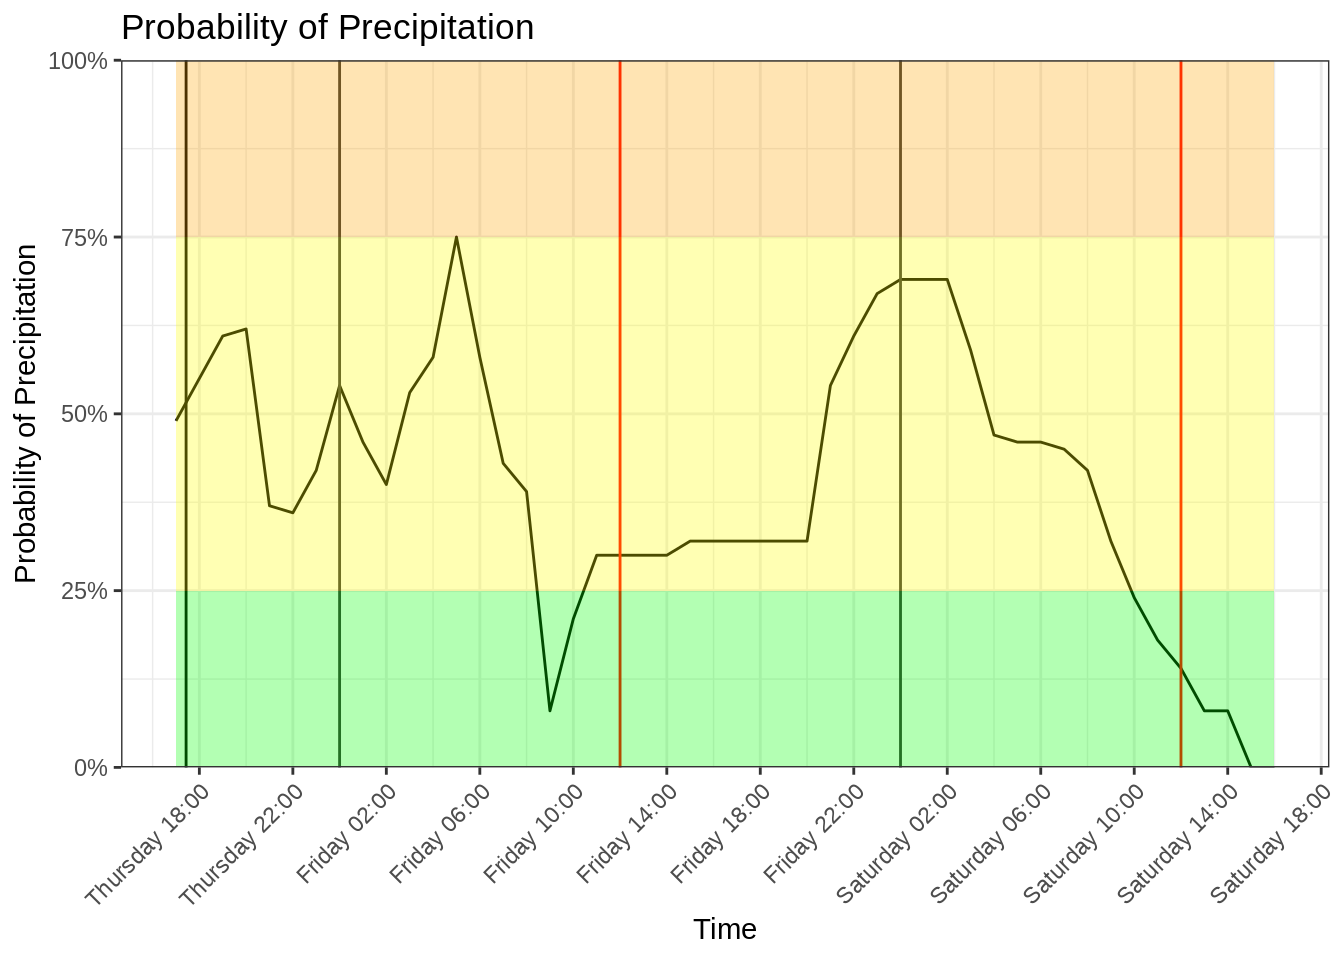 Probability of Precipitation
Probability of Precipitation
100%
75%
50%
25%
0%
Thursday 18:00
Thursday 22:00
Friday 02:00
Friday 06:00
Friday 10:00
Friday 14:00
Friday 18:00
Friday 22:00
Saturday 02:00
Saturday 06:00
Saturday 10:00
Saturday 14:00
Saturday 18:00
Time